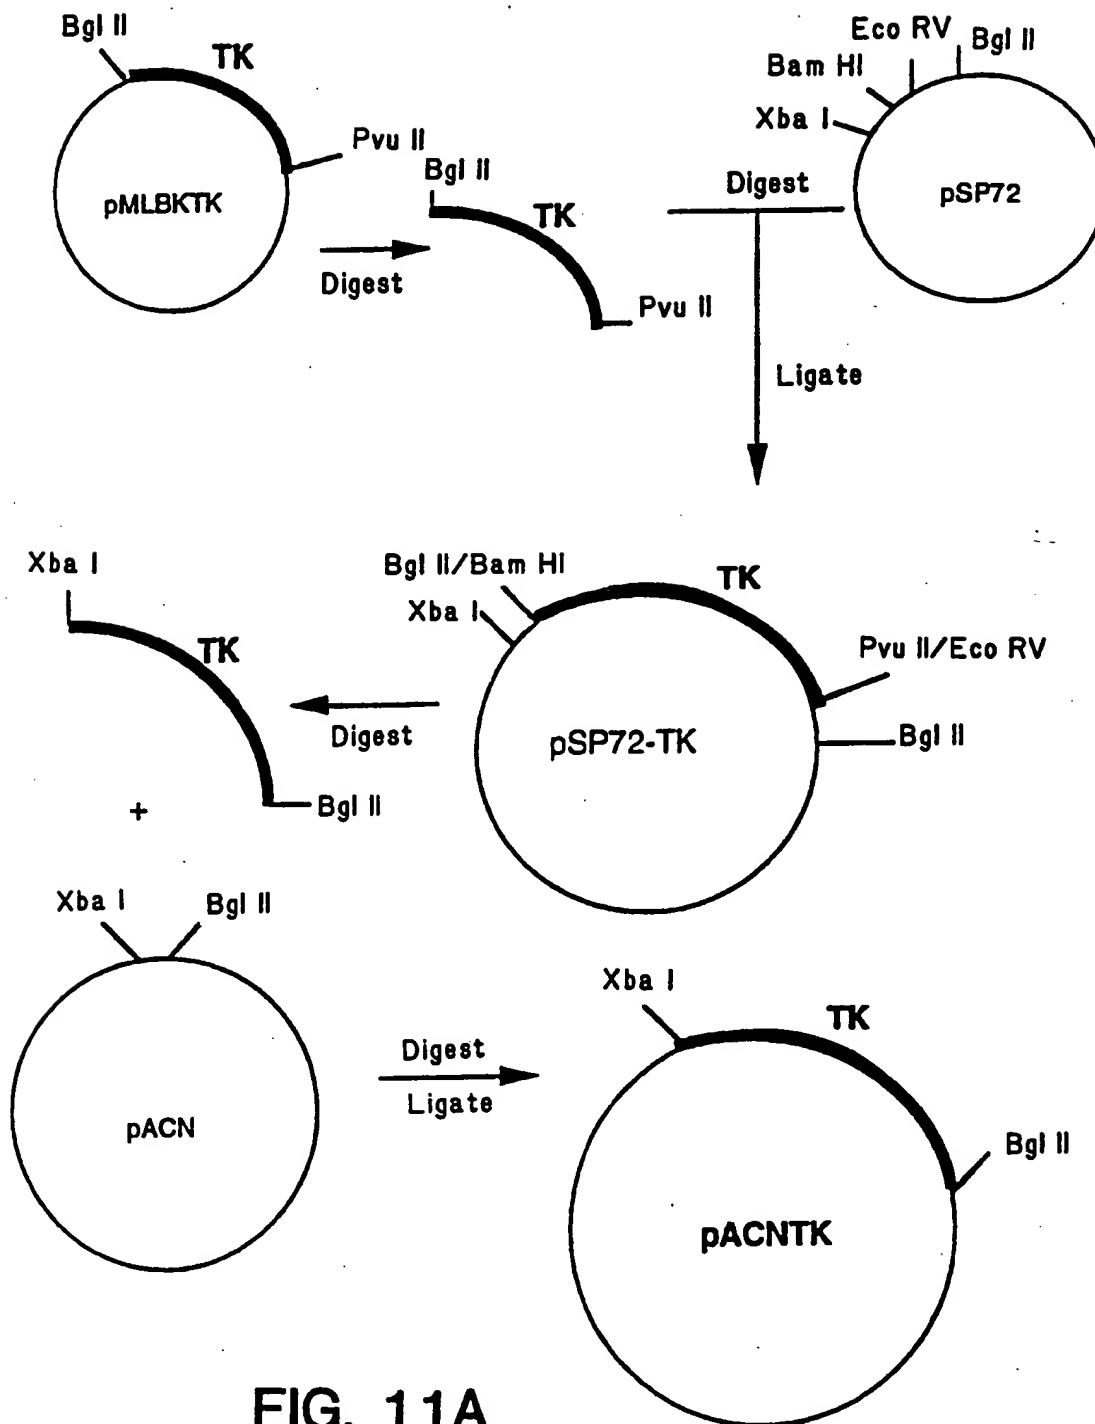 Bgl II
TK
Pvu II
pMLBKTK
Digest
Bgl II
TK
Pvu II
Eco RV
Bgl II
Bam HI
Xba I
pSP72
Digest
Ligate
Xba I
TK
Bgl II
Digest
Bgl II/Bam HI
Xba I
TK
Pvu II/Eco RV
Bgl II
pSP72-TK
+
Xba I
Bgl II
pACN
Digest
Ligate
Xba I
TK
Bgl II
pACNTK
FIG. 11A